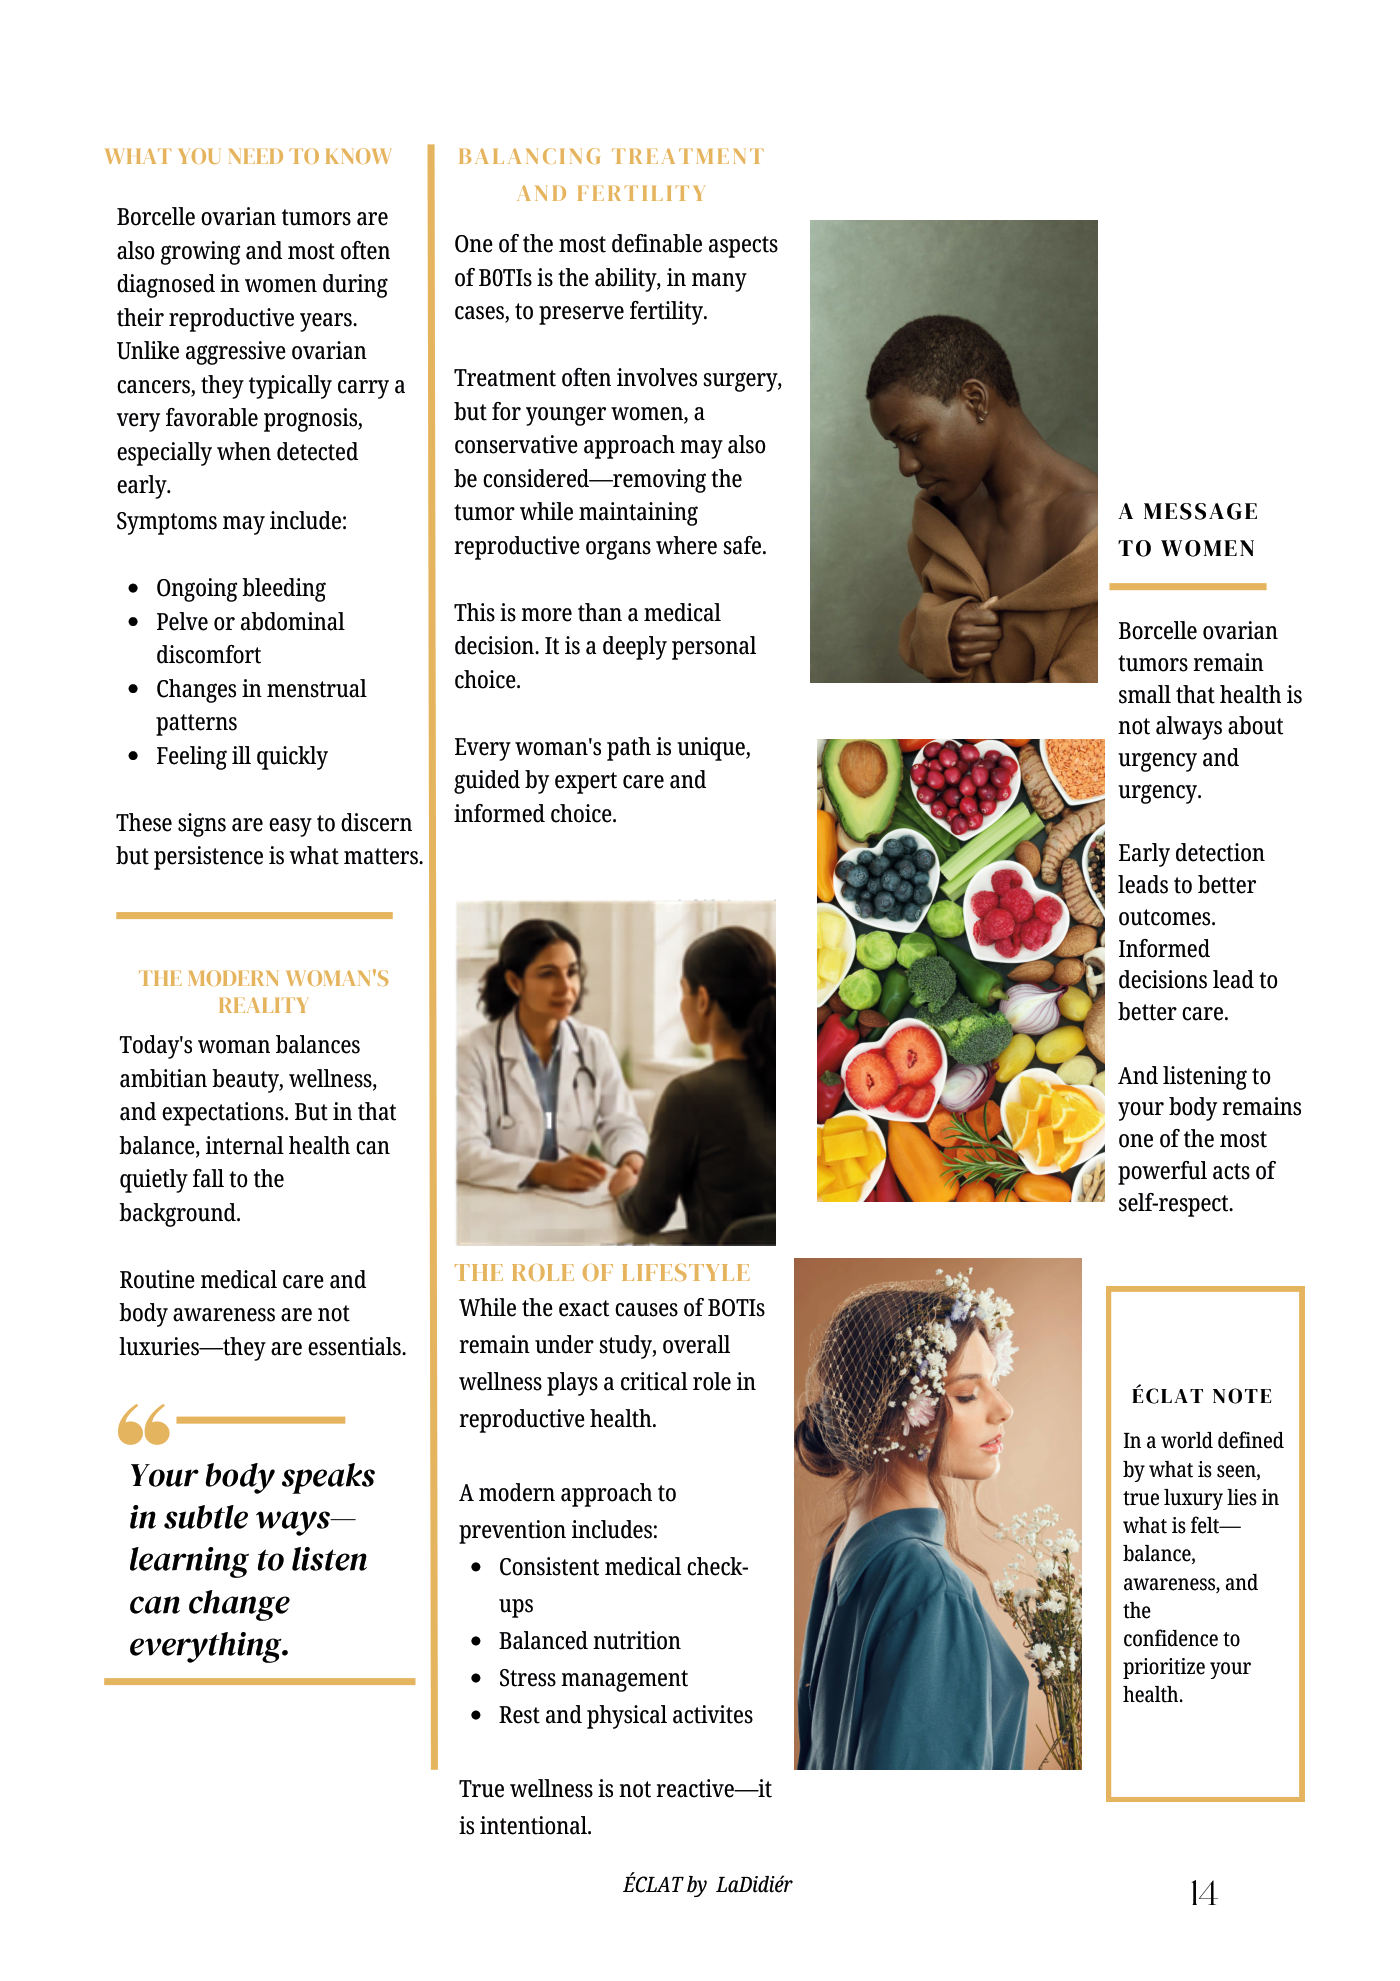 WHAT YOU NEED TO KNOW
Borcelle ovarian tumors are
also growing and most often
diagnosed in women during
their reproductive years.
Unlike aggressive ovarian
cancers, they typically carry a
very favorable prognosis,
especially when detected
early.
Symptoms may include:
• Ongoing bleeding
• Pelve or abdominal
discomfort
• Changes in menstrual
patterns
• Feeling ill quickly
These signs are easy to discern
but persistence is what matters.
THE MODERN WOMAN'S
REALITY
Today's woman balances
ambitian beauty, wellness,
and expectations. But in that
balance, internal health can
quietly fall to the
background.
Routine medical care and
body awareness are not
luxuries—they are essentials.
“
Your body speaks
in subtle ways—
learning to listen
can change
everything.
BALANCING TREATMENT
AND FERTILITY
One of the most definable aspects
of B0TIs is the ability, in many
cases, to preserve fertility.
Treatment often involves surgery,
but for younger women, a
conservative approach may also
be considered—removing the
tumor while maintaining
reproductive organs where safe.
This is more than a medical
decision. It is a deeply personal
choice.
Every woman's path is unique,
guided by expert care and
informed choice.
THE ROLE OF LIFESTYLE
While the exact causes of BOTIs
remain under study, overall
wellness plays a critical role in
reproductive health.
A modern approach to
prevention includes:
• Consistent medical check-
ups
• Balanced nutrition
• Stress management
• Rest and physical activites
True wellness is not reactive—it
is intentional.
A MESSAGE
TO WOMEN
Borcelle ovarian
tumors remain
small that health is
not always about
urgency and
urgency.
Early detection
leads to better
outcomes.
Informed
decisions lead to
better care.
And listening to
your body remains
one of the most
powerful acts of
self-respect.
ÉCLAT NOTE
In a world defined
by what is seen,
true luxury lies in
what is felt—
balance,
awareness, and
the
confidence to
prioritize your
health.
ÉCLAT by LaDidiér
14